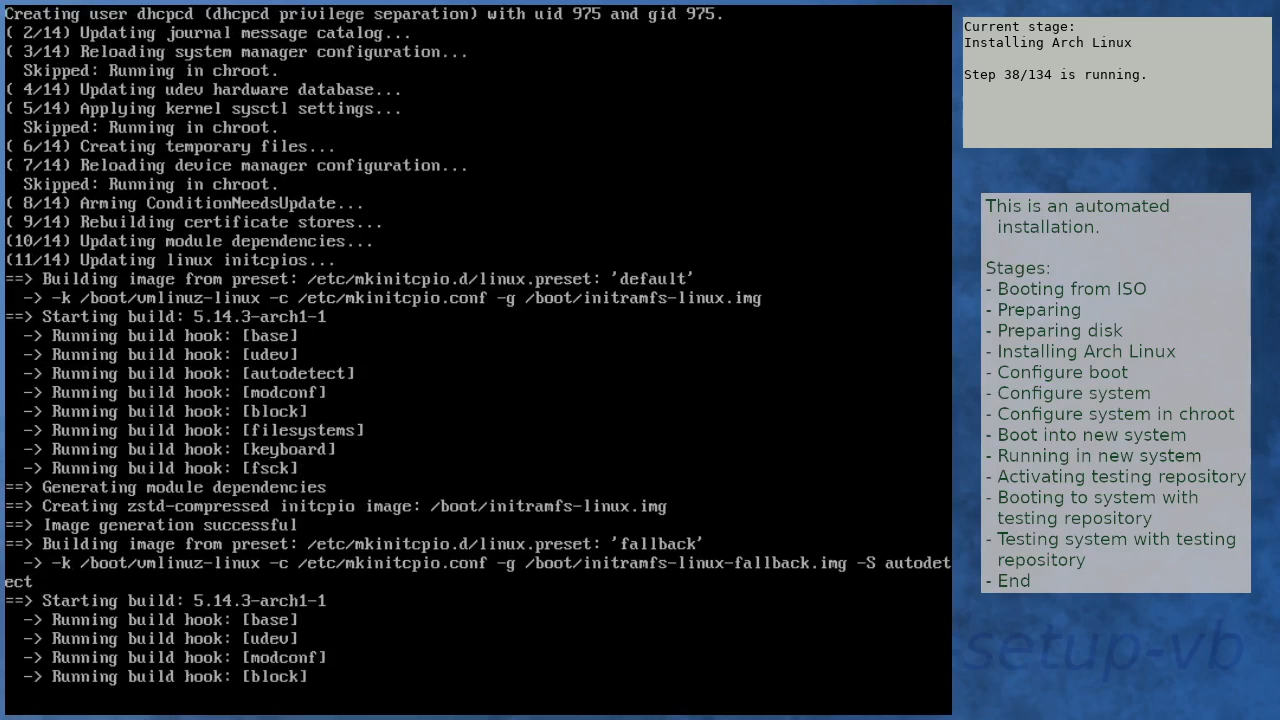 Creating user dhcpcd (dhcpcd privilege separation) with uid 975 and gid 975.
( 2/14) Updating journal message catalog...
( 3/14) Reloading system manager configuration...
  Skipped: Running in chroot.
( 4/14) Updating udev hardware database...
( 5/14) Applying kernel sysctl settings...
  Skipped: Running in chroot.
( 6/14) Creating temporary files...
( 7/14) Reloading device manager configuration...
  Skipped: Running in chroot.
( 8/14) Arming ConditionNeedsUpdate...
( 9/14) Rebuilding certificate stores...
(10/14) Updating module dependencies...
(11/14) Updating linux initcpios...
==> Building image from preset: /etc/mkinitcpio.d/linux.preset: 'default'
  -> -k /boot/vmlinuz-linux -c /etc/mkinitcpio.conf -g /boot/initramfs-linux.img
==> Starting build: 5.14.3-arch1-1
  -> Running build hook: [base]
  -> Running build hook: [udev]
  -> Running build hook: [autodetect]
  -> Running build hook: [modconf]
  -> Running build hook: [block]
  -> Running build hook: [filesystems]
  -> Running build hook: [keyboard]
  -> Running build hook: [fsck]
==> Generating module dependencies
==> Creating zstd-compressed initcpio image: /boot/initramfs-linux.img
==> Image generation successful
==> Building image from preset: /etc/mkinitcpio.d/linux.preset: 'fallback'
  -> -k /boot/vmlinuz-linux -c /etc/mkinitcpio.conf -g /boot/initramfs-linux-fallback.img -S autodet
ect
==> Starting build: 5.14.3-arch1-1
  -> Running build hook: [base]
  -> Running build hook: [udev]
  -> Running build hook: [modconf]
  -> Running build hook: [block]
Current stage:
Installing Arch Linux
Step 38/134 is running.
This is an automated
installation.
Stages:
- Booting from ISO
- Preparing
- Preparing disk
- Installing Arch Linux
- Configure boot
- Configure system
- Configure system in chroot
- Boot into new system
- Running in new system
- Activating testing repository
- Booting to system with
testing repository
- Testing system with testing
repository
- End
-setup-vb